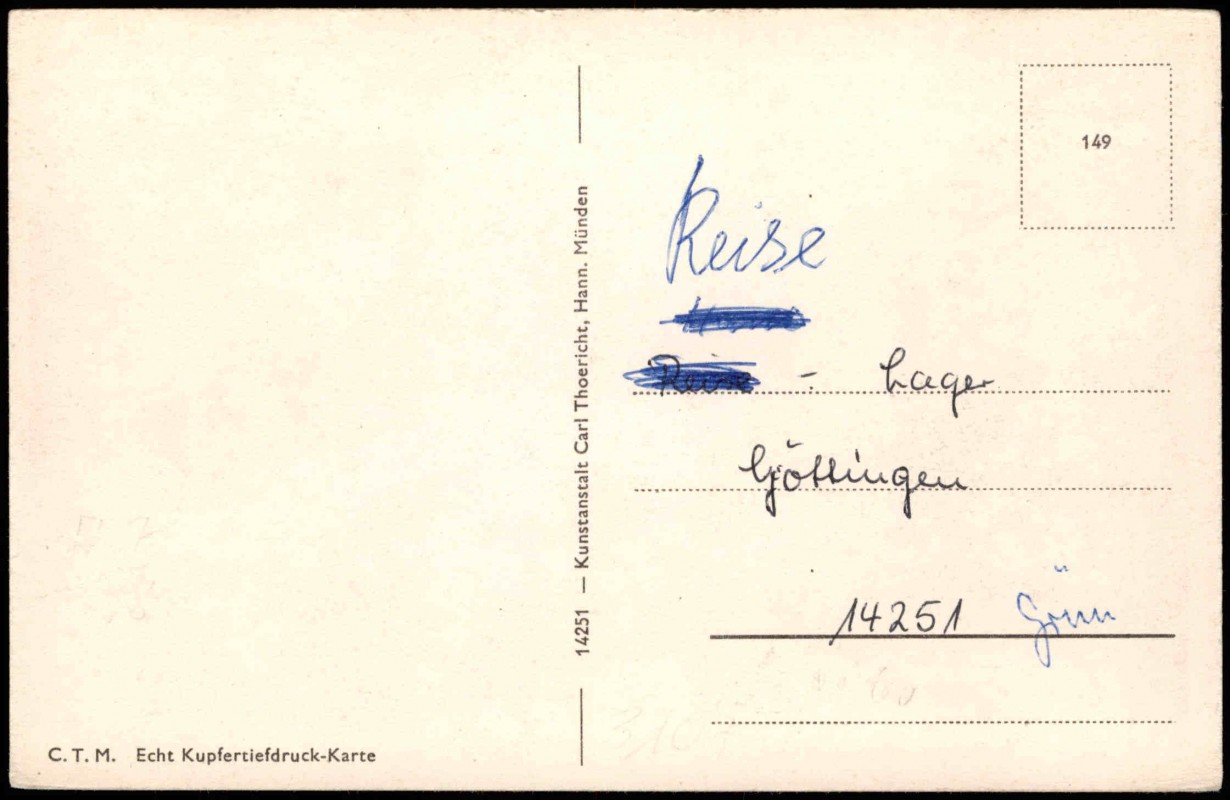 149
14251 — Kunstanstalt Carl Thoericht, Hann. Münden
Reise
- Lager
Göttingen
14251
C. T. M. Echt Kupfertiefdruck-Karte